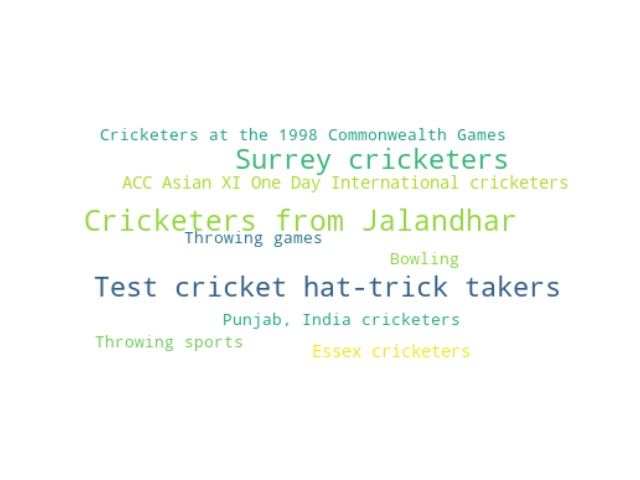 Cricketers at the 1998 Commonwealth Games
Surrey cricketers
ACC Asian XI One Day International cricketers
Cricketers from Jalandhar
Throwing games
Bowling
Test cricket hat-trick takers
Punjab, India cricketers
Throwing sports
Essex cricketers